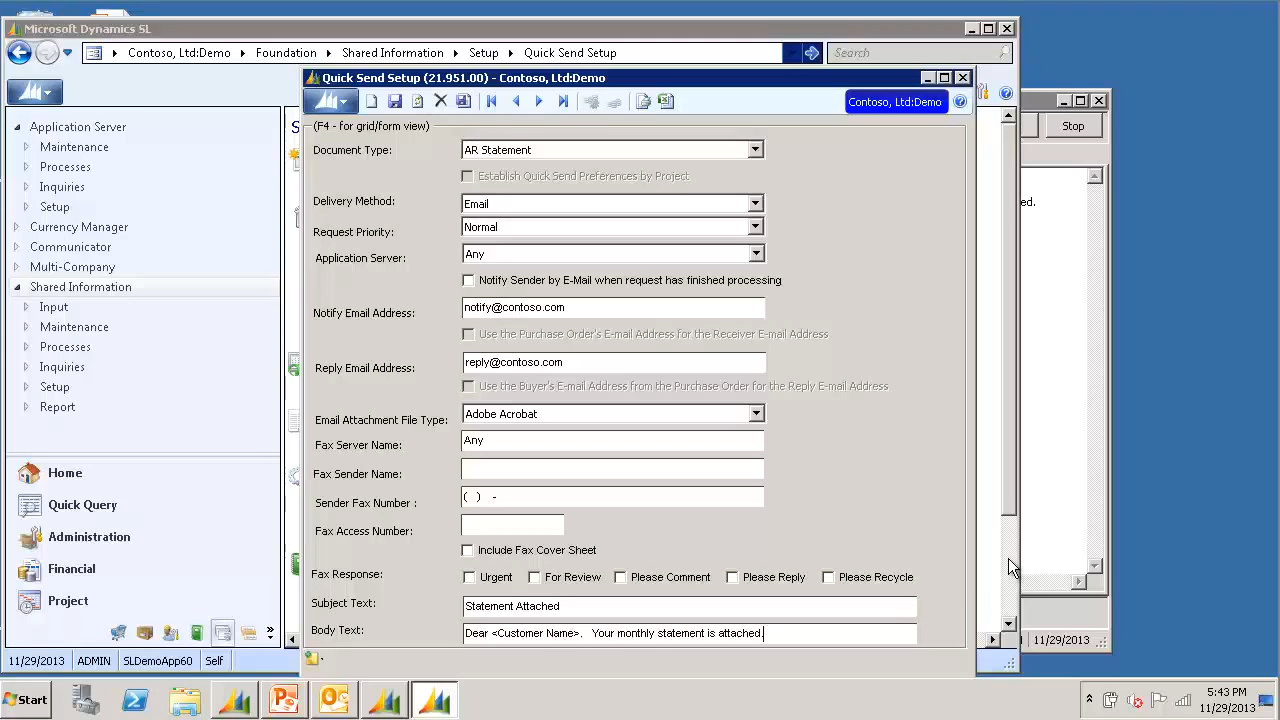 Microsoft Dynamics SL
Contoso, Ltd:Demo Foundation Shared Information Setup Quick Send Setup Search
Quick Send Setup (21.951.00) - Contoso, Ltd:Demo
Contoso, Ltd:Demo
Stop
(F4 - for grid/form view)
Application Server
Maintenance
Processes
Inquiries
Setup
Currency Manager
Communicator
Multi-Company
Shared Information
Input
Maintenance
Processes
Inquiries
Setup
Report
Home
Quick Query
Administration
Financial
Project
11/29/2013 ADMIN SLDemoApp60 Self
Document Type: AR Statement
Establish Quick Send Preferences by Project
Delivery Method: Email
Request Priority: Normal
Application Server: Any
Notify Sender by E-Mail when request has finished processing
Notify Email Address: notify@contoso.com
Use the Purchase Order's E-mail Address for the Receiver E-mail Address
Reply Email Address: reply@contoso.com
Use the Buyer's E-mail Address from the Purchase Order for the Reply E-mail Address
Email Attachment File Type: Adobe Acrobat
Fax Server Name: Any
Fax Sender Name:
Sender Fax Number : ( ) -
Fax Access Number:
Include Fax Cover Sheet
Fax Response: Urgent For Review Please Comment Please Reply Please Recycle
Subject Text: Statement Attached
Body Text: Dear <Customer Name>. Your monthly statement is attached
ed.
11/29/2013
Start
5:43 PM
11/29/2013